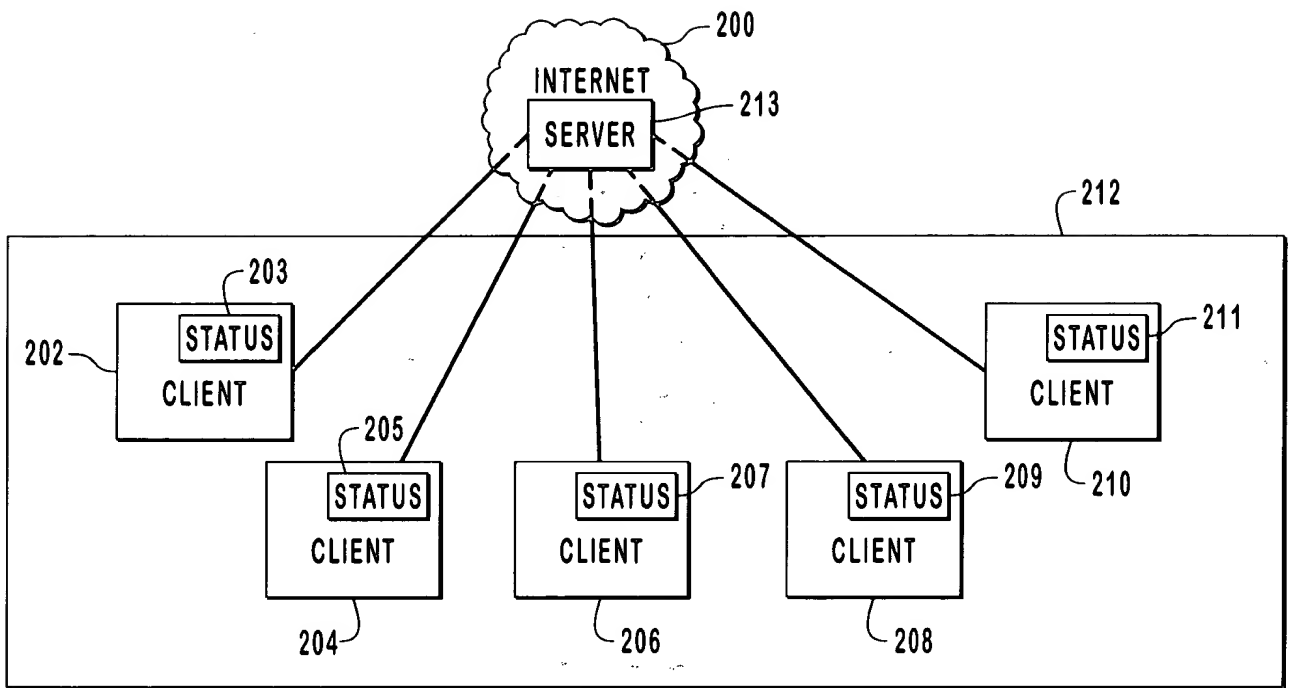 200
INTERNET
213
SERVER
212
203
STATUS
202
CLIENT
211
STATUS
CLIENT
210
205
STATUS
CLIENT
204
207
STATUS
CLIENT
206
209
STATUS
CLIENT
208